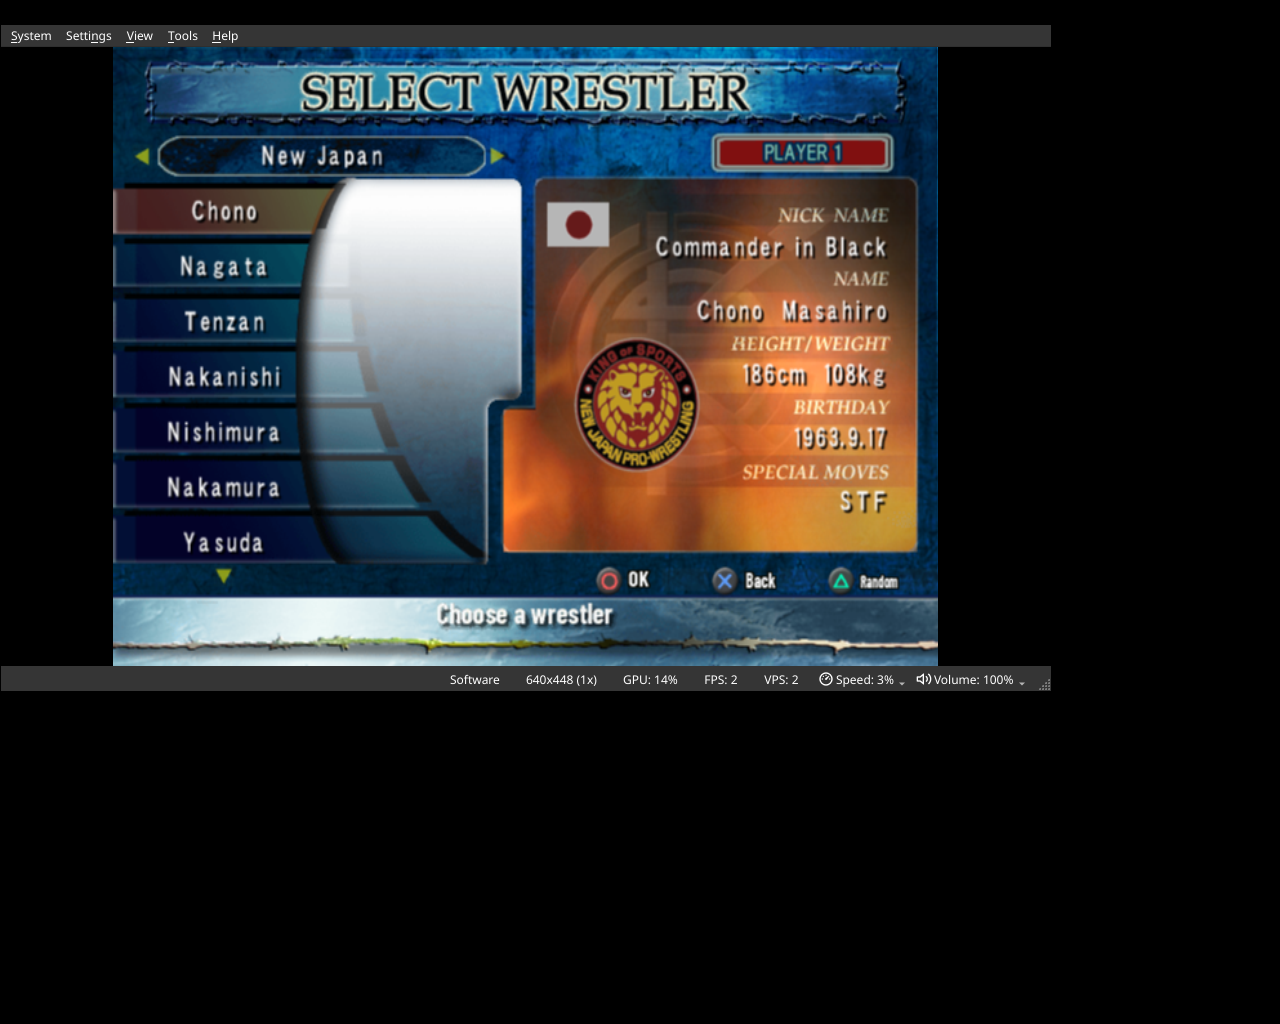 System Settings View Tools Help
SELECT WRESTLER
New Japan
PLAYER 1
Chono
Nagata
Tenzan
Nakanishi
Nishimura
Nakamura
Yasuda
NICK NAME
Commander in Black
NAME
Chono Masahiro
HEIGHT/WEIGHT
186cm 108kg
BIRTHDAY
1963.9.17
SPECIAL MOVES
STF
KING OF SPORTS
NEW JAPAN PRO-WRESTLING
OK Back Random
Choose a wrestler
Software 640x448 (1x) GPU: 14% FPS: 2 VPS: 2 Speed: 3% Volume: 100%